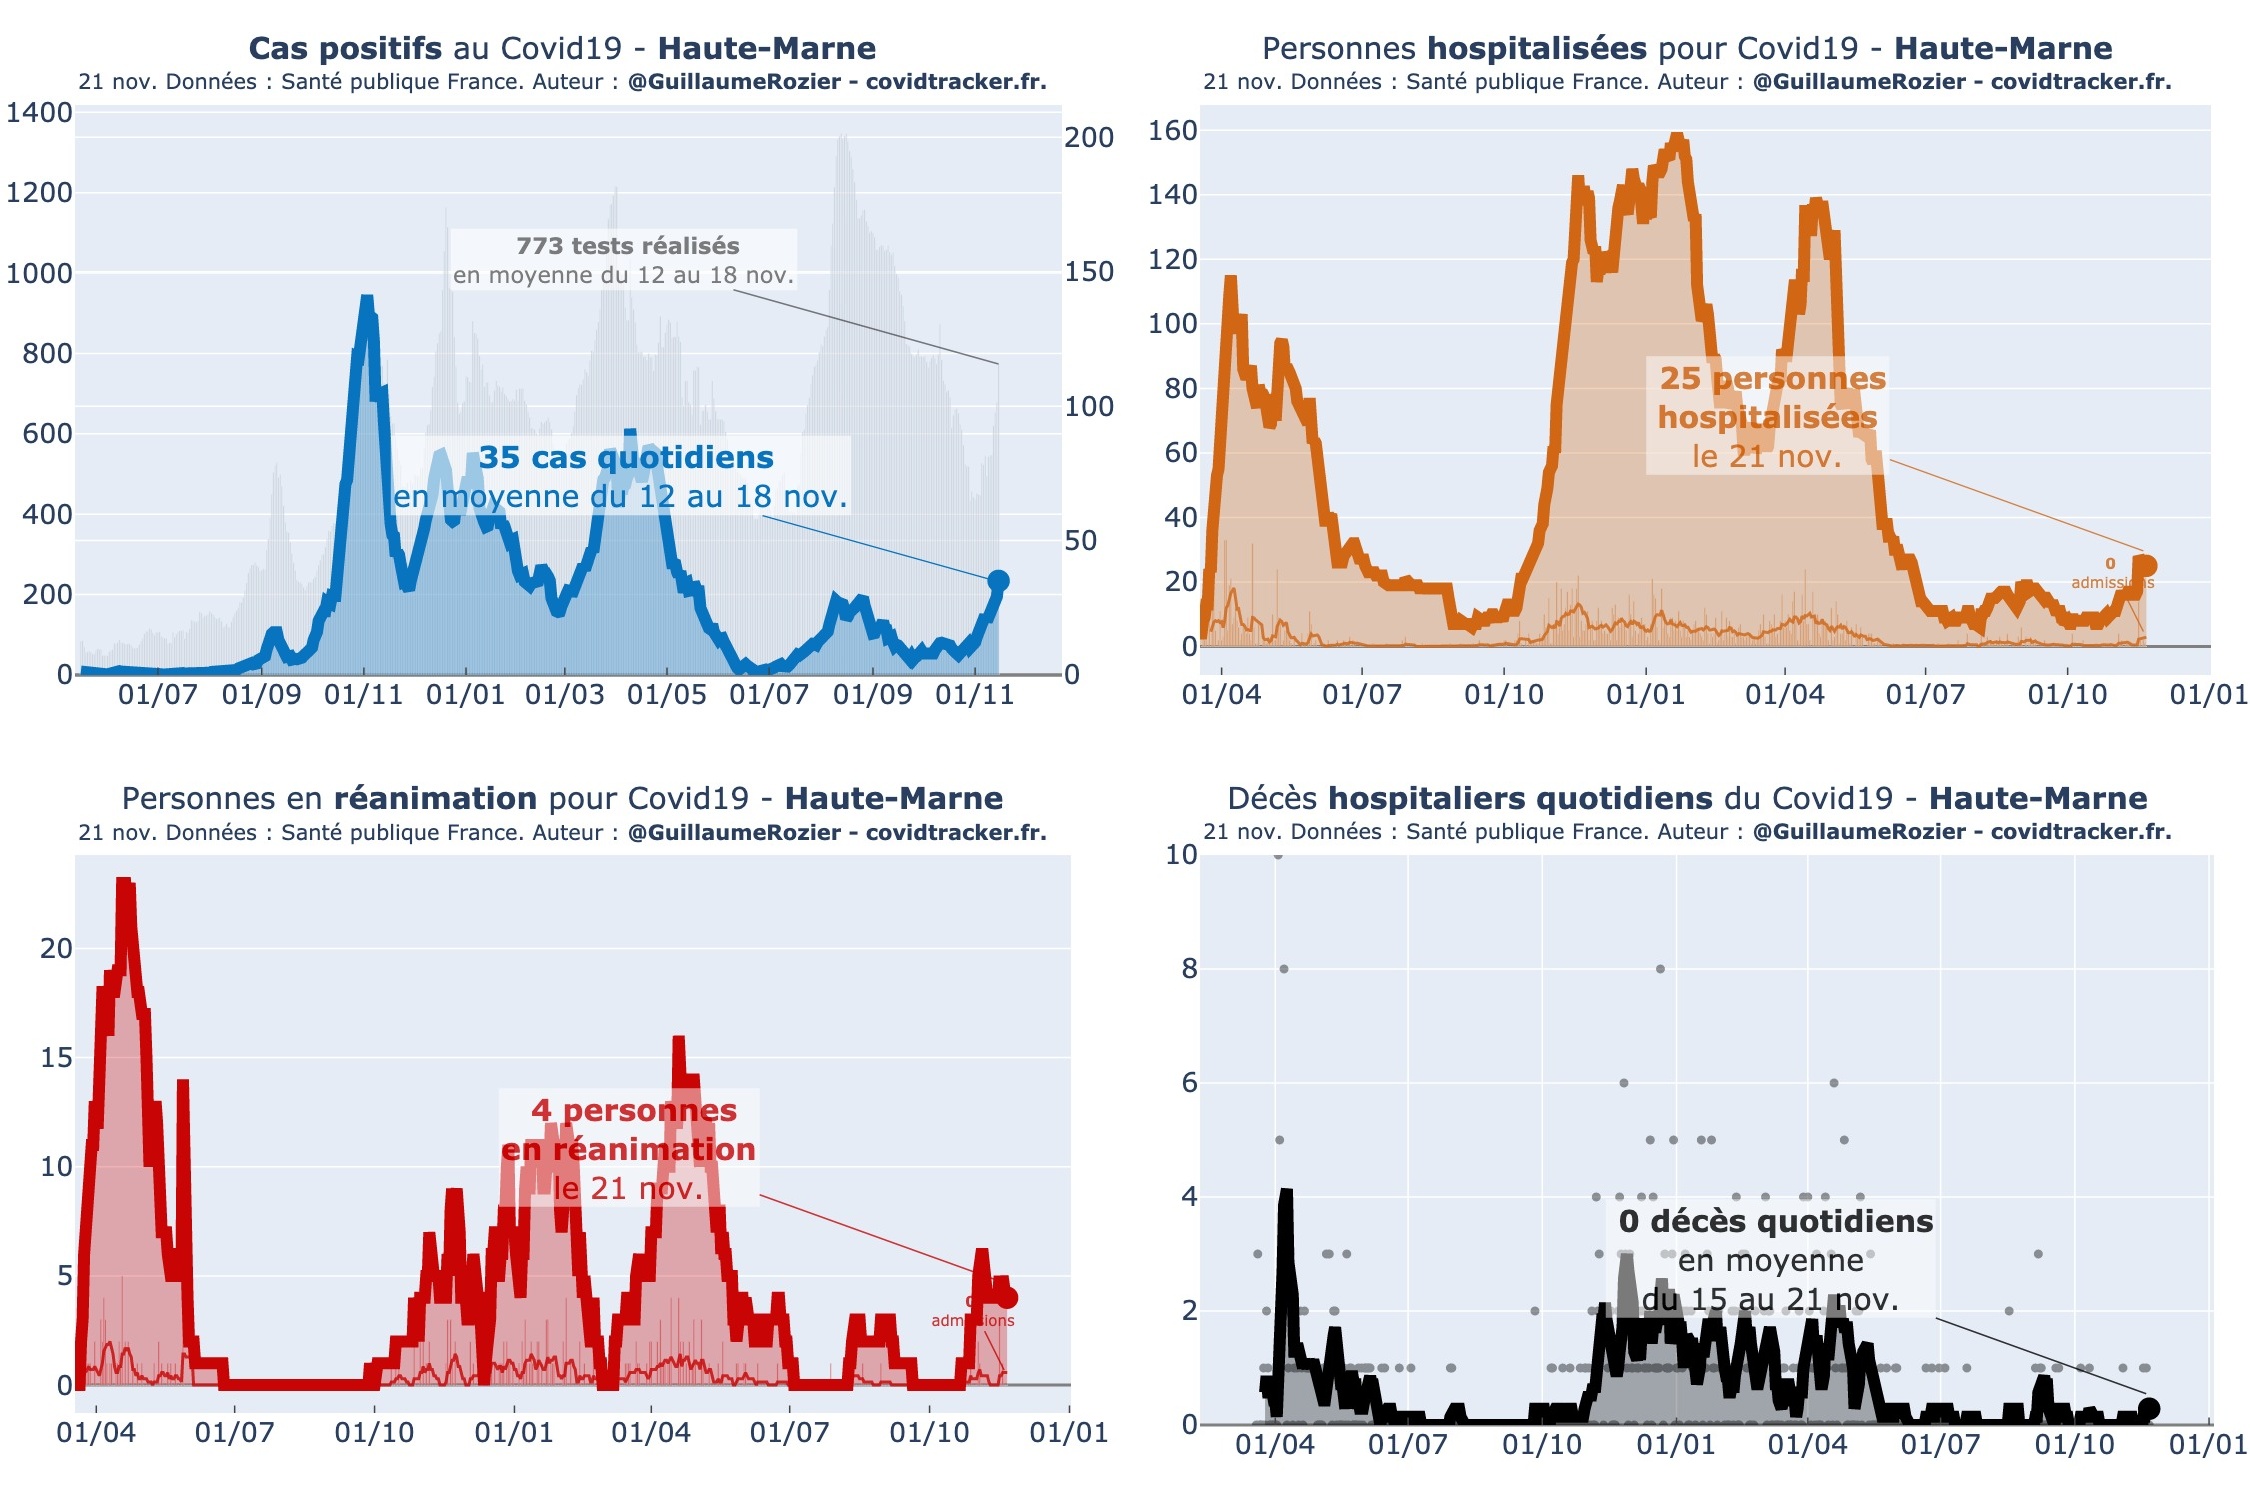 Cas positifs au Covid19 - Haute-Marne
21 nov. Données : Santé publique France. Auteur : @GuillaumeRozier - covidtracker.fr.
1400
1200
1000
800
600
400
200
0
200
150
100
50
0
773 tests réalisés
en moyenne du 12 au 18 nov.
35 cas quotidiens
en moyenne du 12 au 18 nov.
01/07 01/09 01/11 01/01 01/03 01/05 01/07 01/09 01/11
Personnes hospitalisées pour Covid19 - Haute-Marne
21 nov. Données : Santé publique France. Auteur : @GuillaumeRozier - covidtracker.fr.
160
140
120
100
80
60
40
20
0
25 personnes
hospitalisées
le 21 nov.
0
admissions
01/04 01/07 01/10 01/01 01/04 01/07 01/10 01/01
Personnes en réanimation pour Covid19 - Haute-Marne
21 nov. Données : Santé publique France. Auteur : @GuillaumeRozier - covidtracker.fr.
20
15
10
5
0
4 personnes
en réanimation
le 21 nov.
0
admissions
01/04 01/07 01/10 01/01 01/04 01/07 01/10 01/01
Décès hospitaliers quotidiens du Covid19 - Haute-Marne
21 nov. Données : Santé publique France. Auteur : @GuillaumeRozier - covidtracker.fr.
10
8
6
4
2
0
0 décès quotidiens
en moyenne
du 15 au 21 nov.
01/04 01/07 01/10 01/01 01/04 01/07 01/10 01/01